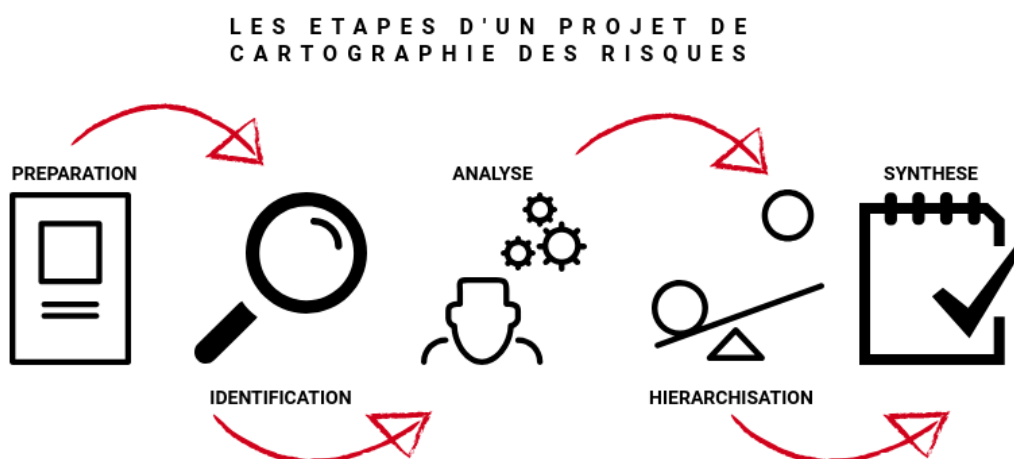 LES ETAPES D'UN PROJET DE
CARTOGRAPHIE DES RISQUES
PREPARATION
IDENTIFICATION
ANALYSE
HIERARCHISATION
SYNTHESE